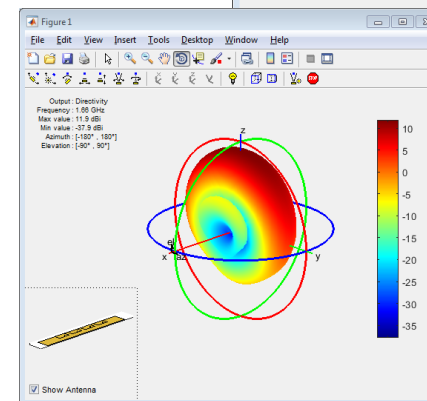 Figure 1
File Edit View Insert Tools Desktop Window Help
Output : Directivity
Frequency : 1.66 GHz
Max value : 11.9 dBi
Min value : -37.9 dBi
Azimuth : [-180° , 180°]
Elevation : [-90° , 90°]
z
el
x az
y
10
5
0
-5
-10
-15
-20
-25
-30
-35
Show Antenna